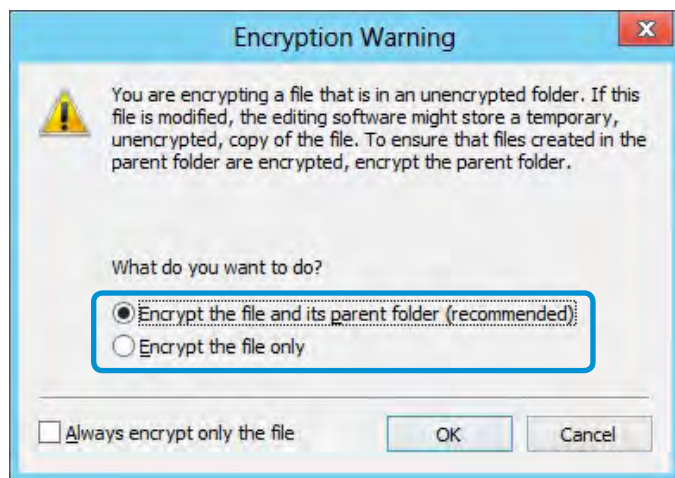 Encryption Warning
You are encrypting a file that is in an unencrypted folder. If this
file is modified, the editing software might store a temporary,
unencrypted, copy of the file. To ensure that files created in the
parent folder are encrypted, encrypt the parent folder.
What do you want to do?
Encrypt the file and its parent folder (recommended)
Encrypt the file only
Always encrypt only the file OK Cancel